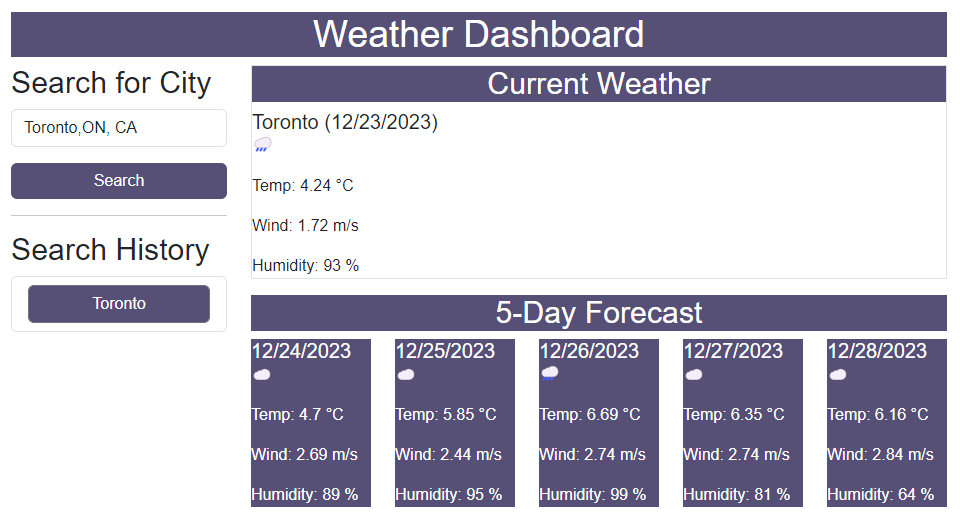 Weather Dashboard
Search for City
Toronto,ON, CA
Search
Search History
Toronto
Current Weather
Toronto (12/23/2023)
Temp: 4.24 °C
Wind: 1.72 m/s
Humidity: 93 %
5-Day Forecast
12/24/2023
Temp: 4.7 °C
Wind: 2.69 m/s
Humidity: 89 %
12/25/2023
Temp: 5.85 °C
Wind: 2.44 m/s
Humidity: 95 %
12/26/2023
Temp: 6.69 °C
Wind: 2.74 m/s
Humidity: 99 %
12/27/2023
Temp: 6.35 °C
Wind: 2.74 m/s
Humidity: 81 %
12/28/2023
Temp: 6.16 °C
Wind: 2.84 m/s
Humidity: 64 %